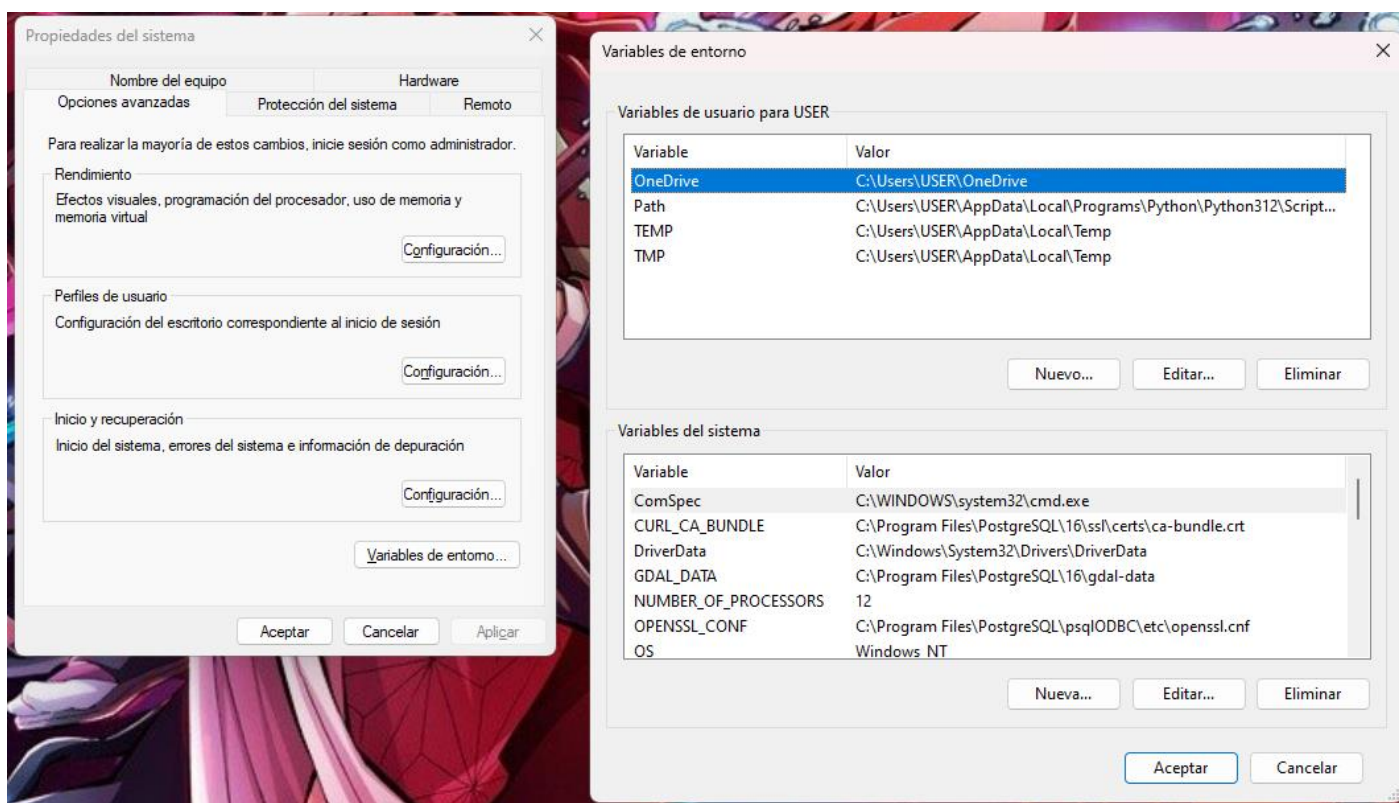 Propiedades del sistema
Nombre del equipo
Hardware
Opciones avanzadas
Protección del sistema
Remoto
Para realizar la mayoría de estos cambios, inicie sesión como administrador.
Rendimiento
Efectos visuales, programación del procesador, uso de memoria y
memoria virtual
Configuración...
Perfiles de usuario
Configuración del escritorio correspondiente al inicio de sesión
Configuración...
Inicio y recuperación
Inicio del sistema, errores del sistema e información de depuración
Configuración...
Variables de entorno...
Aceptar
Cancelar
Aplicar
Variables de entorno
Variables de usuario para USER
Variable Valor
OneDrive C:\Users\USER\OneDrive
Path C:\Users\USER\AppData\Local\Programs\Python\Python312\Script...
TEMP C:\Users\USER\AppData\Local\Temp
TMP C:\Users\USER\AppData\Local\Temp
Nuevo...
Editar...
Eliminar
Variables del sistema
Variable Valor
ComSpec C:\WINDOWS\system32\cmd.exe
CURL_CA_BUNDLE C:\Program Files\PostgreSQL\16\ssl\certs\ca-bundle.crt
DriverData C:\Windows\System32\Drivers\DriverData
GDAL_DATA C:\Program Files\PostgreSQL\16\gdal-data
NUMBER_OF_PROCESSORS 12
OPENSSL_CONF C:\Program Files\PostgreSQL\psqlODBC\etc\openssl.cnf
OS Windows_NT
Nueva...
Editar...
Eliminar
Aceptar
Cancelar